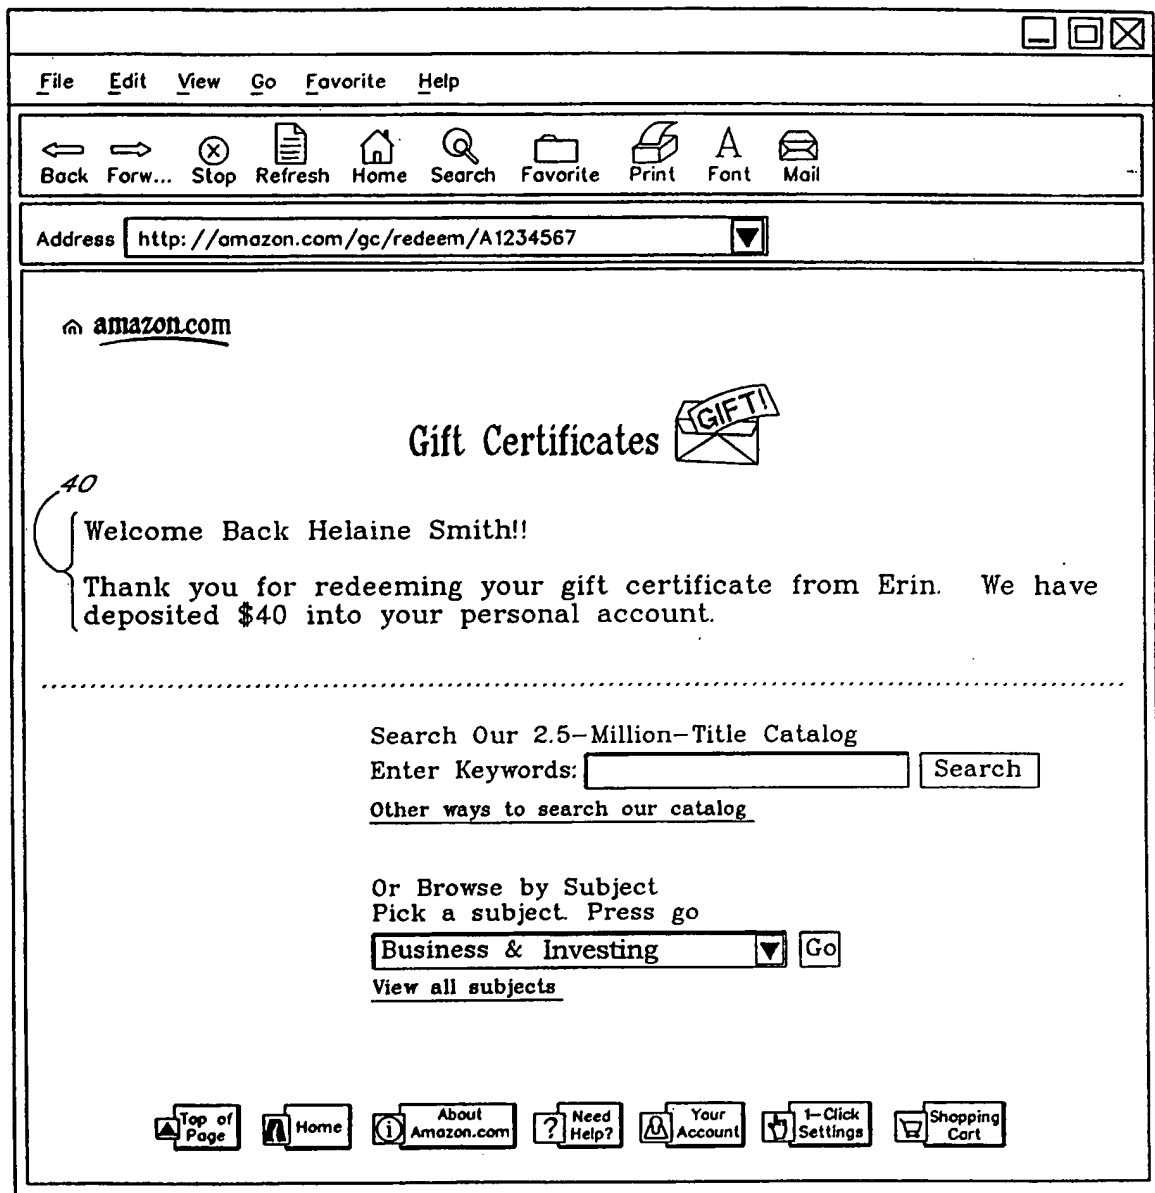 File Edit View Go Favorite Help
Back Forw... Stop Refresh Home Search Favorite Print Font Mail
Address http://amazon.com/gc/redeem/A1234567
amazon.com
Gift Certificates GIFT!
40
Welcome Back Helaine Smith!!
Thank you for redeeming your gift certificate from Erin. We have
deposited $40 into your personal account.
Search Our 2.5-Million-Title Catalog
Enter Keywords: Search
Other ways to search our catalog
Or Browse by Subject
Pick a subject. Press go
Business & Investing Go
View all subjects
Top of
Page
Home
About
Amazon.com
Need
Help?
Your
Account
1-Click
Settings
Shopping
Cart